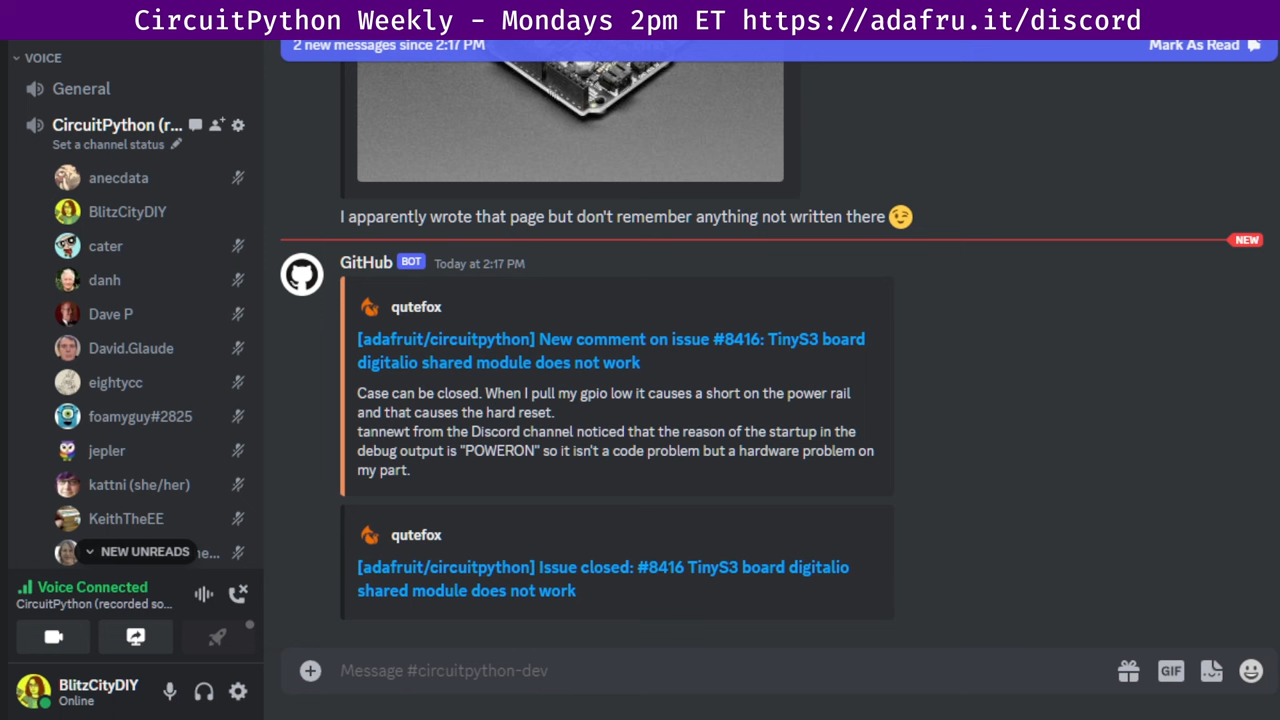 CircuitPython Weekly - Mondays 2pm ET https://adafru.it/discord
2 new messages since 2:17 PM
Mark As Read
VOICE
General
CircuitPython (r...
Set a channel status
anecdata
BlitzCityDIY
cater
danh
Dave P
David.Glaude
eightycc
foamyguy#2825
jepler
kattni (she/her)
KeithTheEE
NEW UNREADS
Voice Connected
CircuitPython (recorded so...
BlitzCityDIY
Online
I apparently wrote that page but don't remember anything not written there 😉
NEW
GitHub BOT Today at 2:17 PM
qutefox
[adafruit/circuitpython] New comment on issue #8416: TinyS3 board
digitalio shared module does not work
Case can be closed. When I pull my gpio low it causes a short on the power rail
and that causes the hard reset.
tannewt from the Discord channel noticed that the reason of the startup in the
debug output is "POWERON" so it isn't a code problem but a hardware problem on
my part.
qutefox
[adafruit/circuitpython] Issue closed: #8416 TinyS3 board digitalio
shared module does not work
Message #circuitpython-dev
GIF